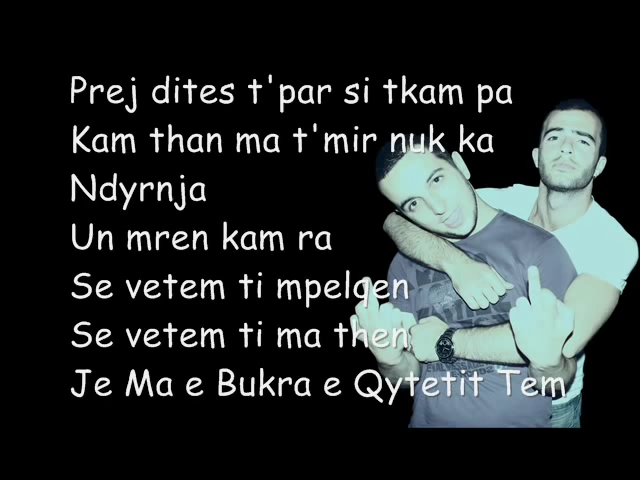 Prej dites t'par si tkam pa
Kam than ma t'mir nuk ka
Ndyrnja
Un mren kam ra
Se vetem ti mpelqen
Se vetem ti ma then
Je Ma e Bukra e Qytetit Tem